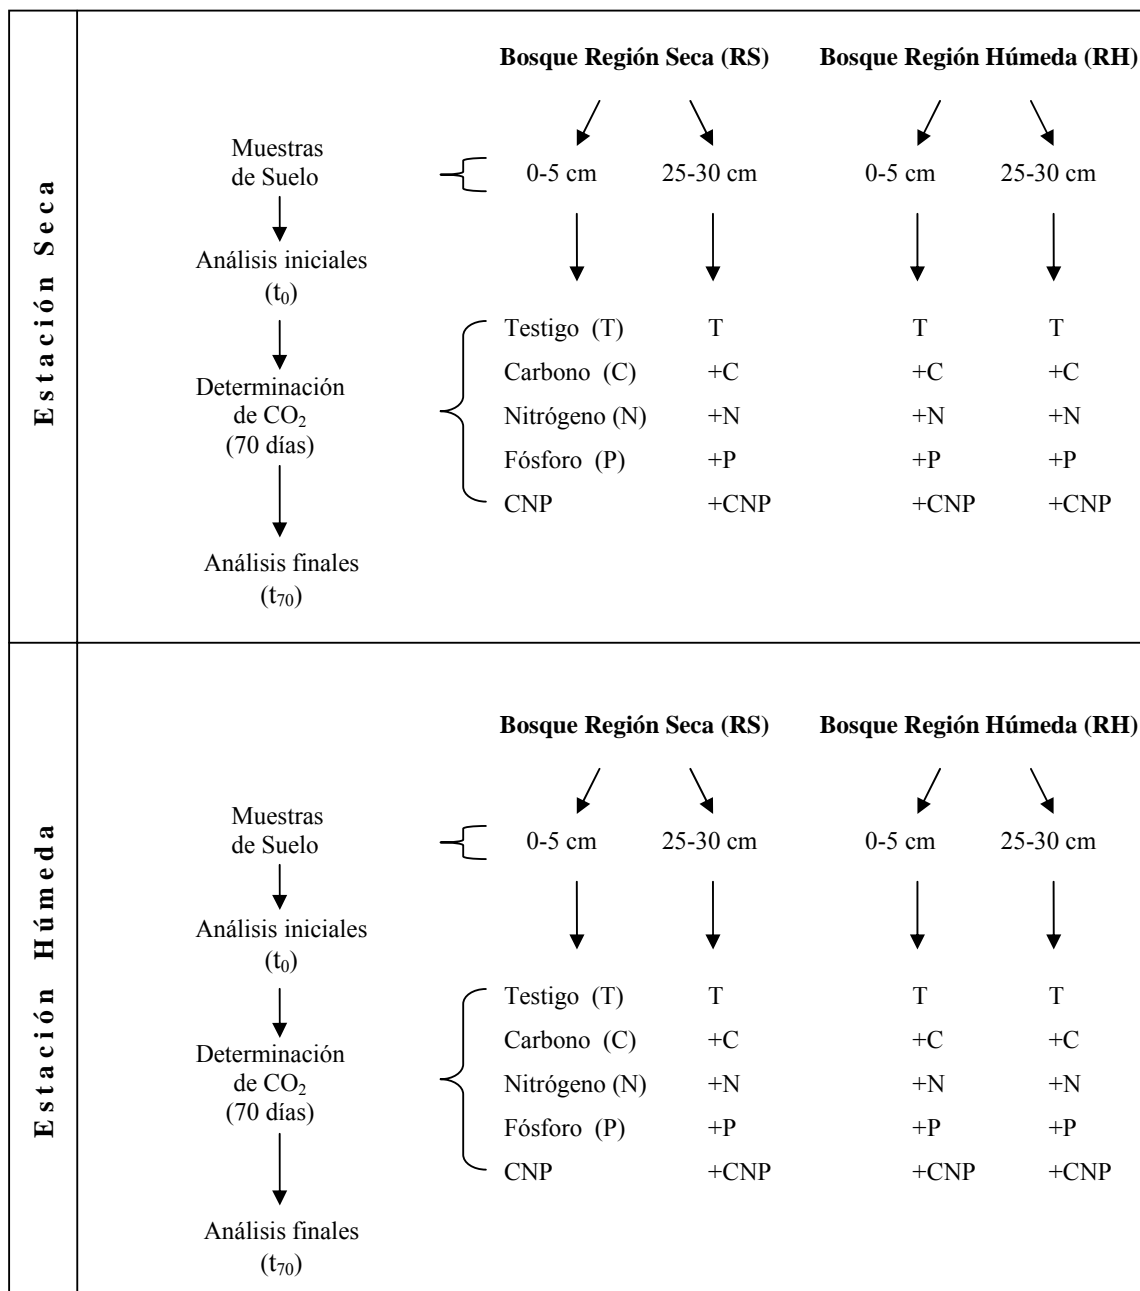 Estación Seca
Bosque Región Seca (RS) Bosque Región Húmeda (RH)
Muestras
de Suelo
0-5 cm 25-30 cm 0-5 cm 25-30 cm
Análisis iniciales
(t0)
Testigo (T) T T T
Carbono (C) +C +C +C
Determinación
de CO2
(70 días)
Nitrógeno (N) +N +N +N
Fósforo (P) +P +P +P
CNP +CNP +CNP +CNP
Análisis finales
(t70)
Estación Húmeda
Bosque Región Seca (RS) Bosque Región Húmeda (RH)
Muestras
de Suelo
0-5 cm 25-30 cm 0-5 cm 25-30 cm
Análisis iniciales
(t0)
Testigo (T) T T T
Carbono (C) +C +C +C
Determinación
de CO2
(70 días)
Nitrógeno (N) +N +N +N
Fósforo (P) +P +P +P
CNP +CNP +CNP +CNP
Análisis finales
(t70)